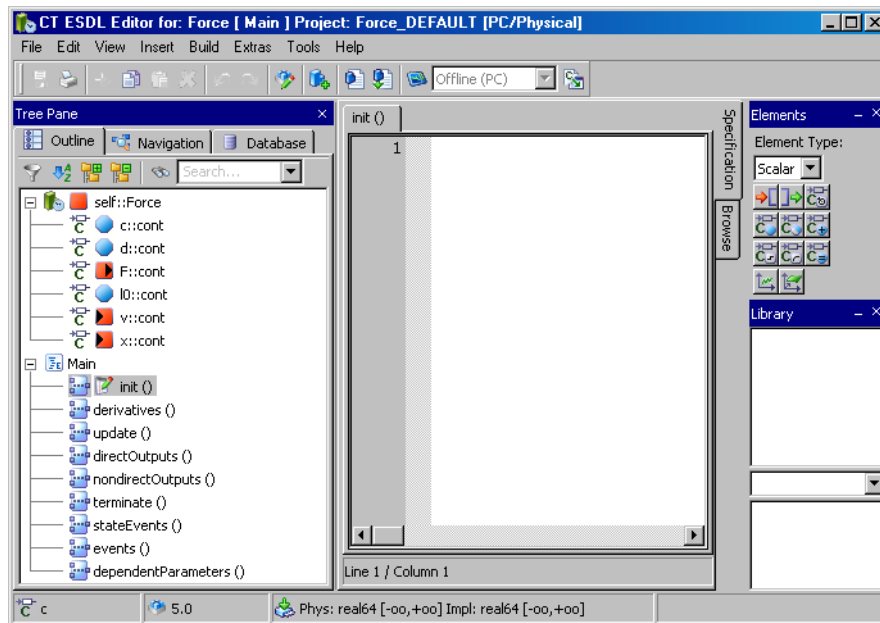 CT ESDL Editor for: Force [ Main ] Project: Force_DEFAULT [PC/Physical]
File Edit View Insert Build Extras Tools Help
Offline (PC)
Tree Pane
Outline Navigation Database
Search...
self::Force
c::cont
d::cont
F::cont
l0::cont
v::cont
x::cont
Main
init ()
derivatives ()
update ()
directOutputs ()
nondirectOutputs ()
terminate ()
stateEvents ()
events ()
dependentParameters ()
init ()
1
Line 1 / Column 1
Specification
Browse
Elements
Element Type:
Scalar
Library
c
5.0
Phys: real64 [-oo,+oo] Impl: real64 [-oo,+oo]